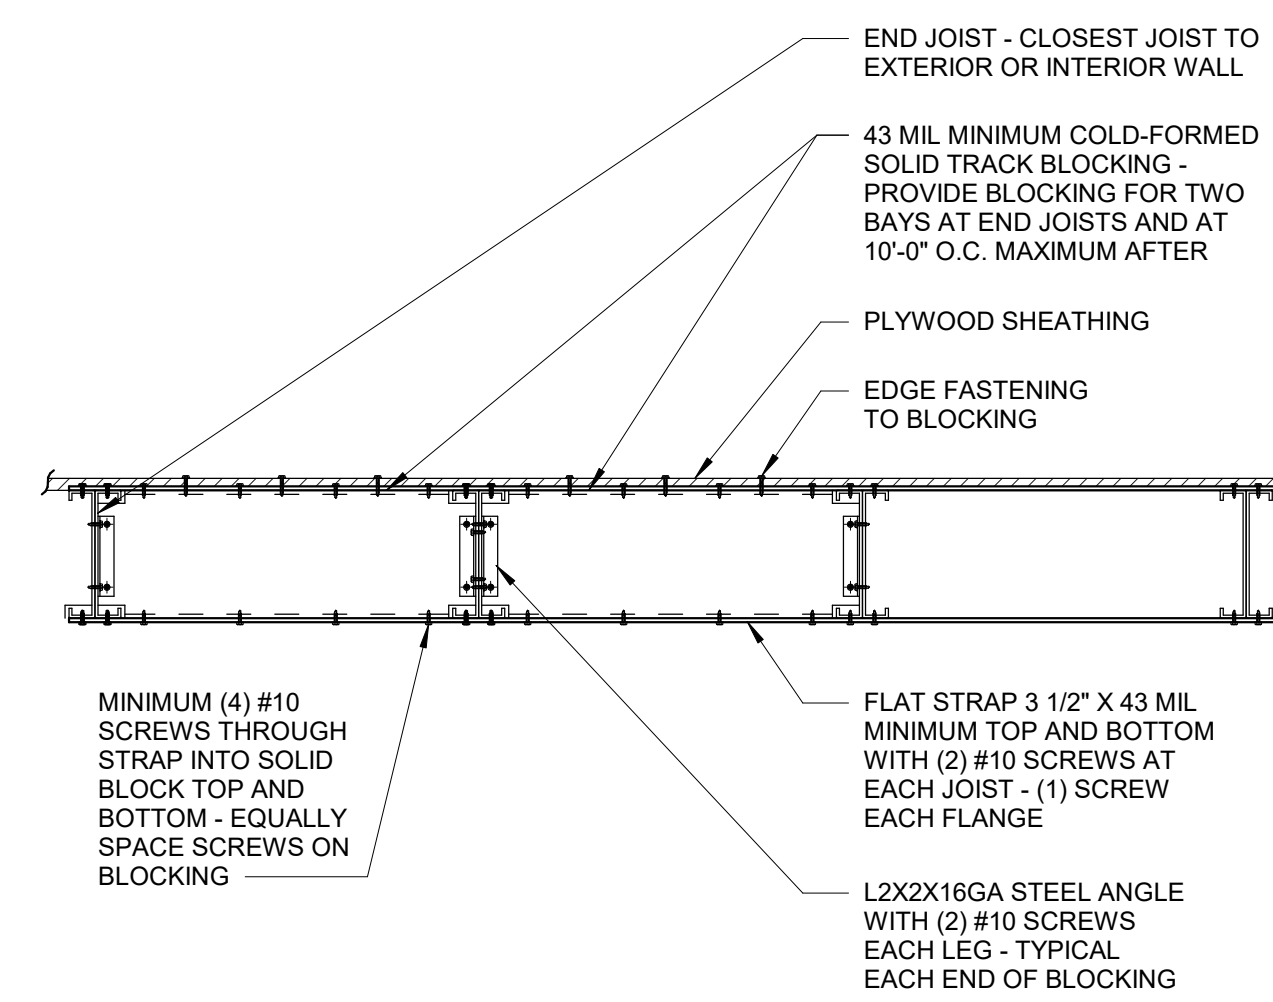 END JOIST - CLOSEST JOIST TO
EXTERIOR OR INTERIOR WALL
43 MIL MINIMUM COLD-FORMED
SOLID TRACK BLOCKING -
PROVIDE BLOCKING FOR TWO
BAYS AT END JOISTS AND AT
10'-0" O.C. MAXIMUM AFTER
PLYWOOD SHEATHING
EDGE FASTENING
TO BLOCKING
MINIMUM (4) #10
SCREWS THROUGH
STRAP INTO SOLID
BLOCK TOP AND
BOTTOM - EQUALLY
SPACE SCREWS ON
BLOCKING
FLAT STRAP 3 1/2" X 43 MIL
MINIMUM TOP AND BOTTOM
WITH (2) #10 SCREWS AT
EACH JOIST - (1) SCREW
EACH FLANGE
L2X2X16GA STEEL ANGLE
WITH (2) #10 SCREWS
EACH LEG - TYPICAL
EACH END OF BLOCKING